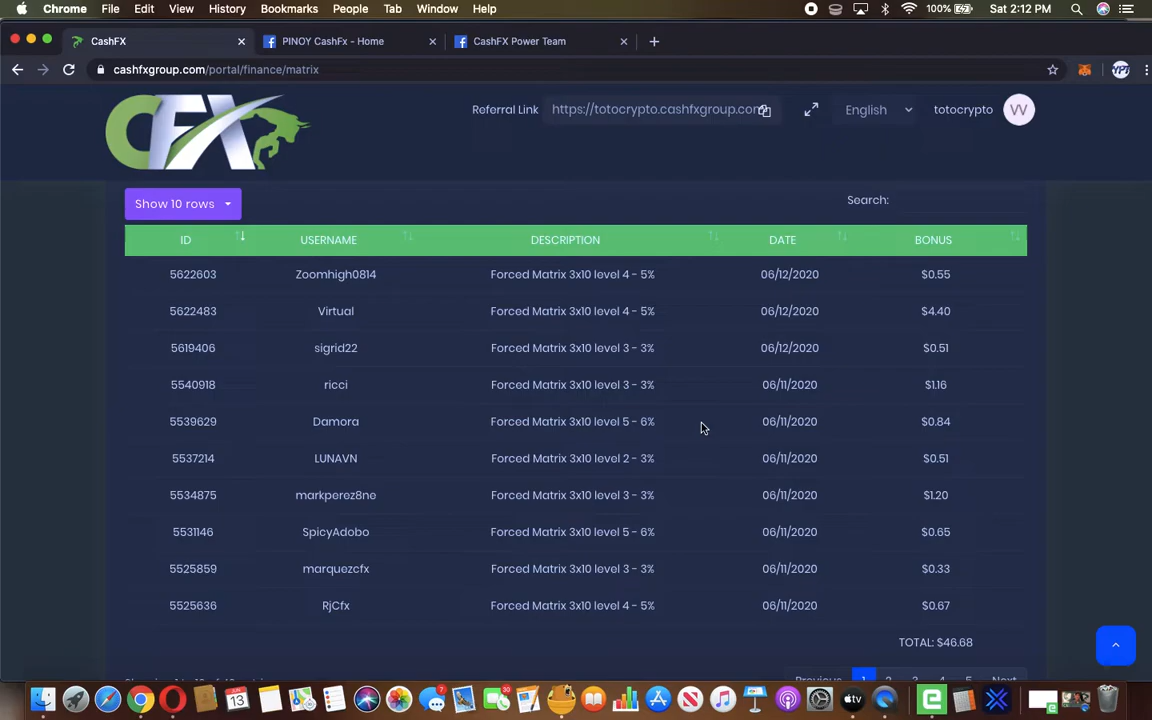 Chrome File Edit View History Bookmarks People Tab Window Help 100% Sat 2:12 PM
CashFX PINOY CashFx - Home CashFX Power Team
cashfxgroup.com/portal/finance/matrix
CFX
Referral Link https://totocrypto.cashfxgroup.com English totocrypto VV
Show 10 rows Search:
ID USERNAME DESCRIPTION DATE BONUS
5622603 Zoomhigh0814 Forced Matrix 3x10 level 4 - 5% 06/12/2020 $0.55
5622483 Virtual Forced Matrix 3x10 level 4 - 5% 06/12/2020 $4.40
5619406 sigrid22 Forced Matrix 3x10 level 3 - 3% 06/12/2020 $0.51
5540918 ricci Forced Matrix 3x10 level 3 - 3% 06/11/2020 $1.16
5539629 Damora Forced Matrix 3x10 level 5 - 6% 06/11/2020 $0.84
5537214 LUNAVN Forced Matrix 3x10 level 2 - 3% 06/11/2020 $0.51
5534875 markperez8ne Forced Matrix 3x10 level 3 - 3% 06/11/2020 $1.20
5531146 SpicyAdobo Forced Matrix 3x10 level 5 - 6% 06/11/2020 $0.65
5525859 marquezcfx Forced Matrix 3x10 level 3 - 3% 06/11/2020 $0.33
5525636 RjCfx Forced Matrix 3x10 level 4 - 5% 06/11/2020 $0.67
TOTAL: $46.68
Previous 1 2 3 4 5 Next